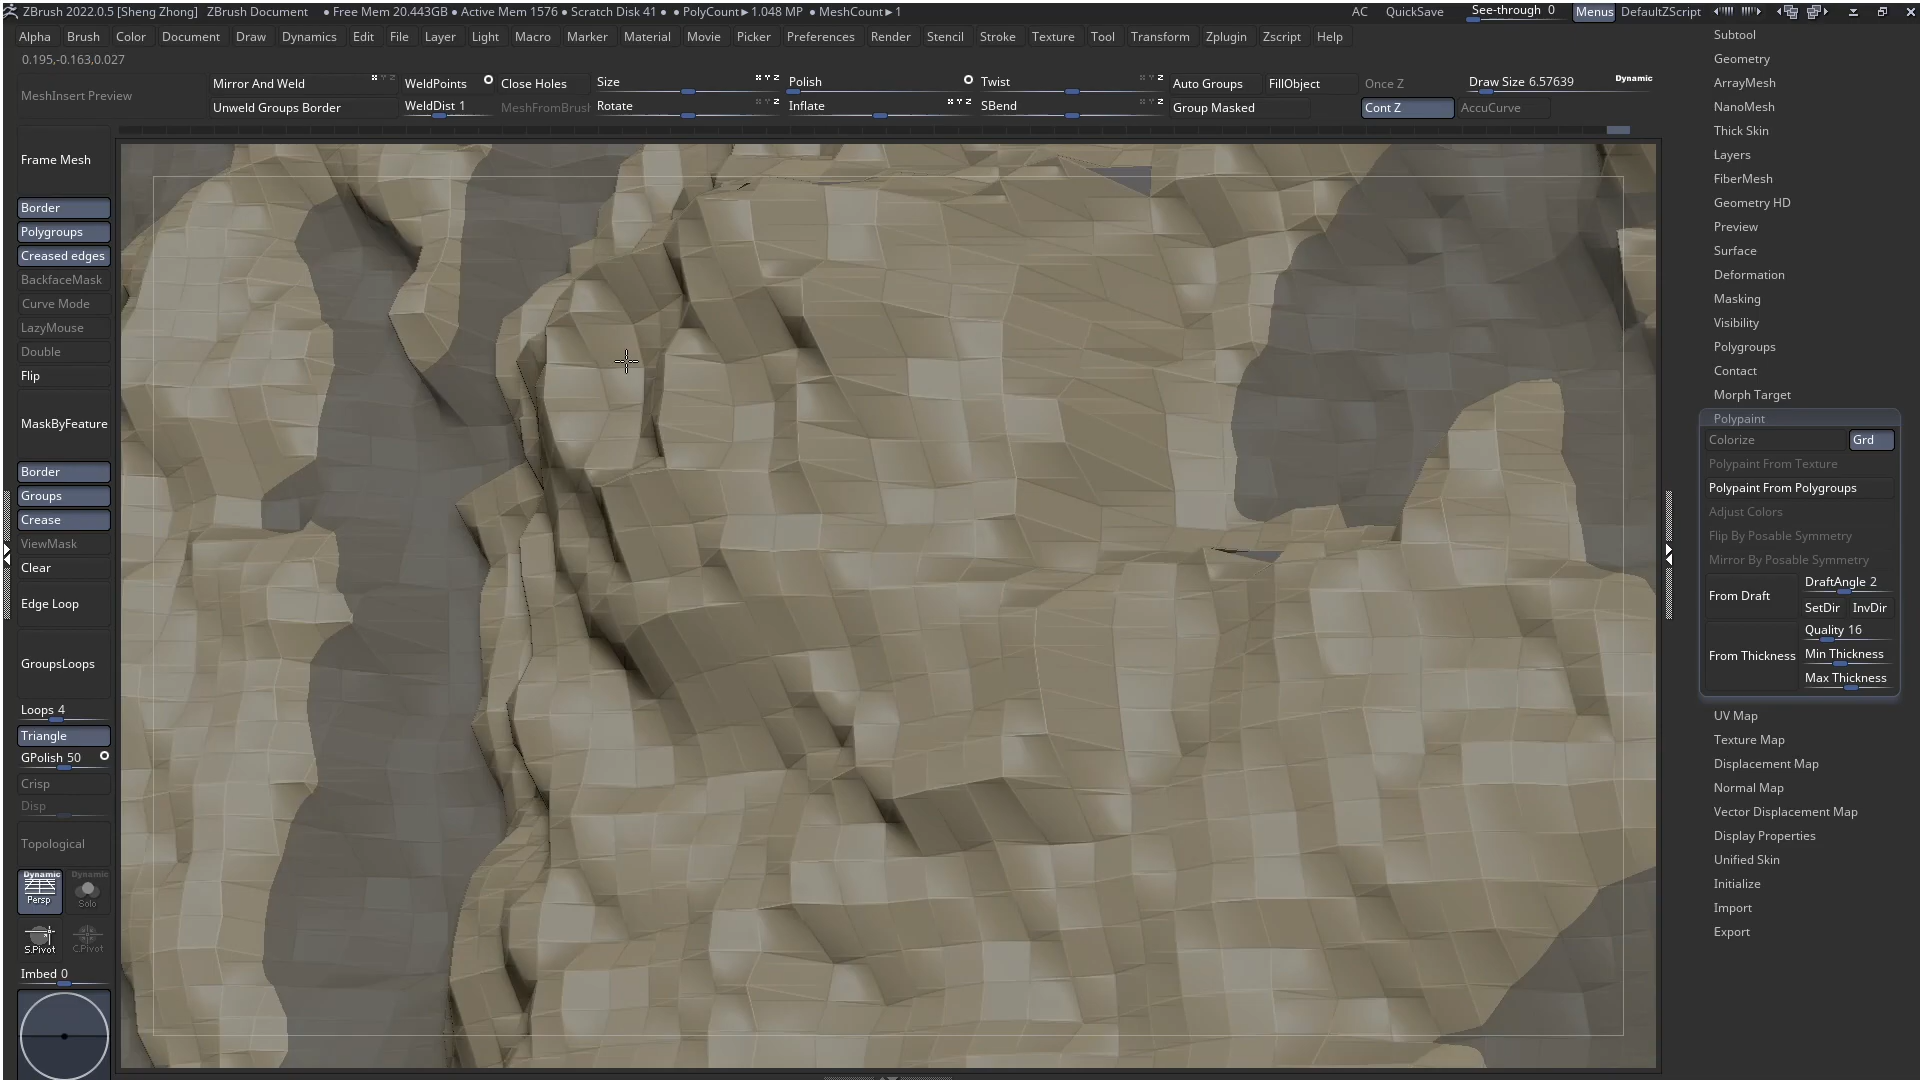 ZBrush 2022.0.5 [Sheng Zhong] ZBrush Document • Free Mem 20.443GB • Active Mem 1576 • Scratch Disk 41 • • PolyCount► 1.048 MP • MeshCount► 1 AC QuickSave See-through 0 Menus DefaultZScript
Alpha Brush Color Document Draw Dynamics Edit File Layer Light Macro Marker Material Movie Picker Preferences Render Stencil Stroke Texture Tool Transform Zplugin Zscript Help
0.195,-0.163,0.027
MeshInsert Preview
Mirror And Weld WeldPoints Close Holes Size Polish Twist Auto Groups FillObject Once Z Draw Size 6.57639 Dynamic
Unweld Groups Border WeldDist 1 MeshFromBrush Rotate Inflate SBend Group Masked Cont Z AccuCurve
Frame Mesh
Border
Polygroups
Creased edges
BackfaceMask
Curve Mode
LazyMouse
Double
Flip
MaskByFeature
Border
Groups
Crease
ViewMask
Clear
Edge Loop
GroupsLoops
Loops 4
Triangle
GPolish 50
Crisp
Disp
Topological
Dynamic Dynamic
Persp Solo
S.Pivot C.Pivot
Imbed 0
Subtool
Geometry
ArrayMesh
NanoMesh
Thick Skin
Layers
FiberMesh
Geometry HD
Preview
Surface
Deformation
Masking
Visibility
Polygroups
Contact
Morph Target
Polypaint
Colorize Grd
Polypaint From Texture
Polypaint From Polygroups
Adjust Colors
Flip By Posable Symmetry
Mirror By Posable Symmetry
From Draft DraftAngle 2
SetDir InvDir
From Thickness Quality 16
Min Thickness
Max Thickness
UV Map
Texture Map
Displacement Map
Normal Map
Vector Displacement Map
Display Properties
Unified Skin
Initialize
Import
Export